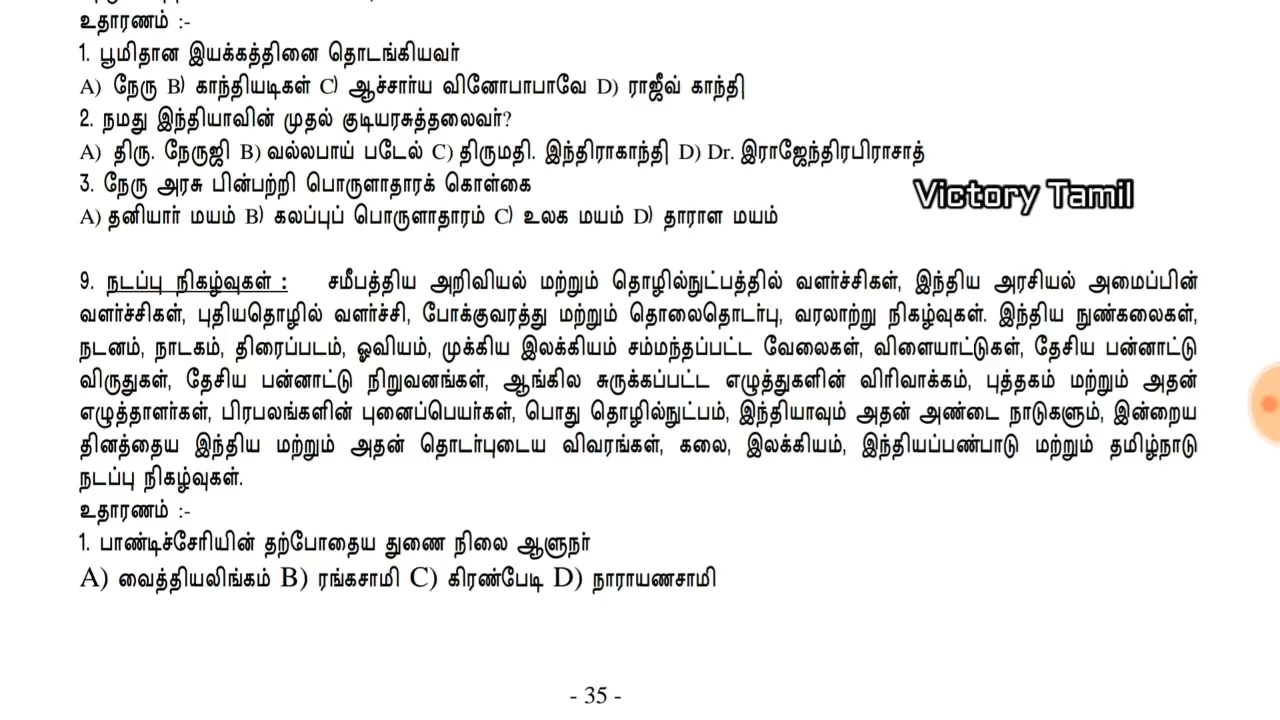 உதாரணம் :-
1. பூமிதான இயக்கத்தினை தொடங்கியவர்
A) நேரு B) காந்தியடிகள் C) ஆச்சார்ய வினோபாபாவே D) ராஜீவ் காந்தி
2. நமது இந்தியாவின் முதல் குடியரசுத்தலைவர்?
A) திரு. நேருஜி B) வல்லபாய் படேல் C) திருமதி. இந்திராகாந்தி D) Dr. இராஜேந்திரபிரசாத்
3. நேரு அரசு பின்பற்றி பொருளாதாரக் கொள்கை
Victory Tamil
A) தனியார் மயம் B) கலப்புப் பொருளாதாரம் C) உலக மயம் D) தாராள மயம்
9. நடப்பு நிகழ்வுகள் : சமீபத்திய அறிவியல் மற்றும் தொழில்நுட்பத்தில் வளர்ச்சிகள், இந்திய அரசியல் அமைப்பின்
வளர்ச்சிகள், புதியதொழில் வளர்ச்சி, போக்குவரத்து மற்றும் தொலைதொடர்பு, வரலாற்று நிகழ்வுகள். இந்திய நுண்கலைகள்,
நடனம், நாடகம், திரைப்படம், ஓவியம், முக்கிய இலக்கியம் சம்மந்தப்பட்ட வேலைகள், விளையாட்டுகள், தேசிய பன்னாட்டு
விருதுகள், தேசிய பன்னாட்டு நிறுவனங்கள், ஆங்கில சுருக்கப்பட்ட எழுத்துகளின் விரிவாக்கம், புத்தகம் மற்றும் அதன்
எழுத்தாளர்கள், பிரபலங்களின் புனைப்பெயர்கள், பொது தொழில்நுட்பம், இந்தியாவும் அதன் அண்டை நாடுகளும், இன்றைய
தினத்தைய இந்திய மற்றும் அதன் தொடர்புடைய விவரங்கள், கலை, இலக்கியம், இந்தியப்பண்பாடு மற்றும் தமிழ்நாடு
நடப்பு நிகழ்வுகள்.
உதாரணம் :-
1. பாண்டிச்சேரியின் தற்போதைய துணை நிலை ஆளுநர்
A) வைத்தியலிங்கம் B) ரங்கசாமி C) கிரண்பேடி D) நாராயணசாமி
- 35 -